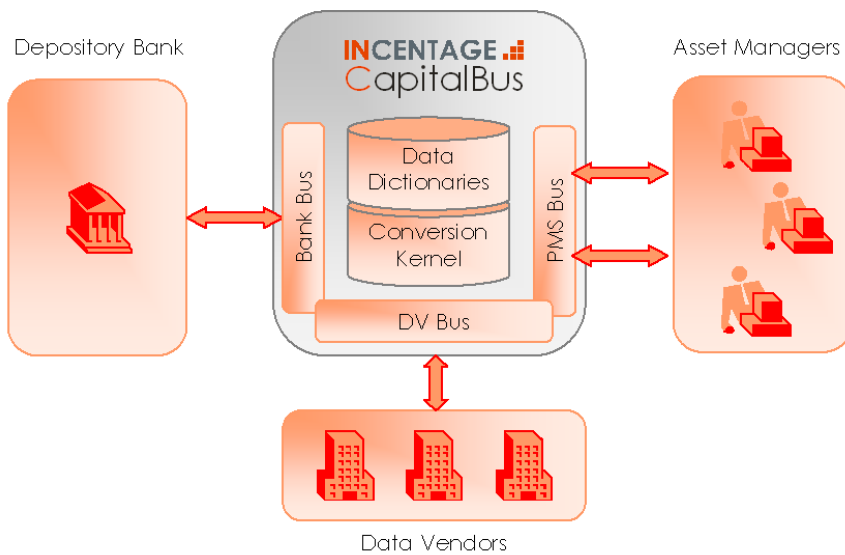 Depository Bank
INCENTAGE
CapitalBus
Asset Managers
Bank Bus
Data
Dictionaries
Conversion
Kernel
PMS Bus
DV Bus
Data Vendors